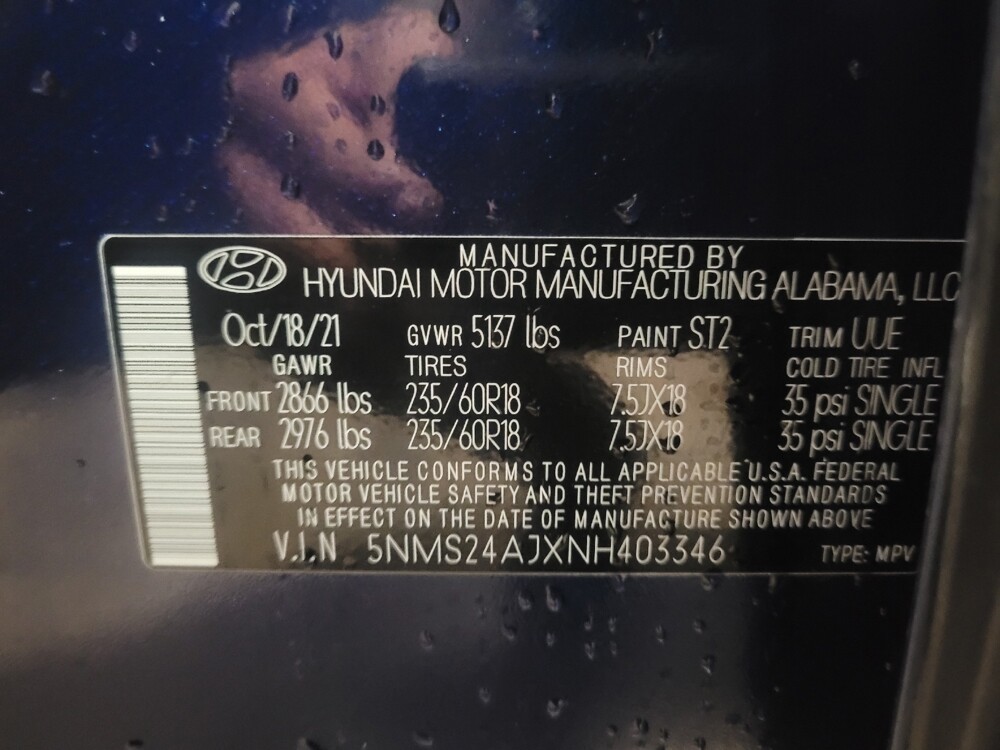 MANUFACTURED BY
HYUNDAI MOTOR MANUFACTURING ALABAMA, LLC
Oct/18/21 GVWR 5137 lbs PAINT ST2 TRIM UUE
GAWR TIRES RIMS COLD TIRE INFL
FRONT 2866 lbs 235/60R18 7.5JX18 35 psi SINGLE
REAR 2976 lbs 235/60R18 7.5JX18 35 psi SINGLE
THIS VEHICLE CONFORMS TO ALL APPLICABLE U.S.A. FEDERAL
MOTOR VEHICLE SAFETY AND THEFT PREVENTION STANDARDS
IN EFFECT ON THE DATE OF MANUFACTURE SHOWN ABOVE
V.I.N 5NMS24AJXNH403346 TYPE: MPV